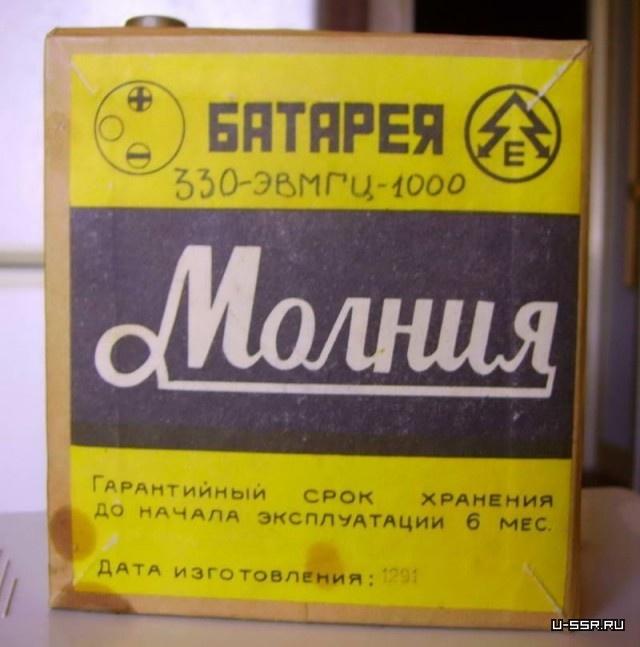 БАТАРЕЯ
Е
330-ЭВМГЦ-1000
Молния
ГАРАНТИЙНЫЙ СРОК ХРАНЕНИЯ
ДО НАЧАЛА ЭКСПЛУАТАЦИИ 6 МЕС.
ДАТА ИЗГОТОВЛЕНИЯ: 1291
U-SSR.RU